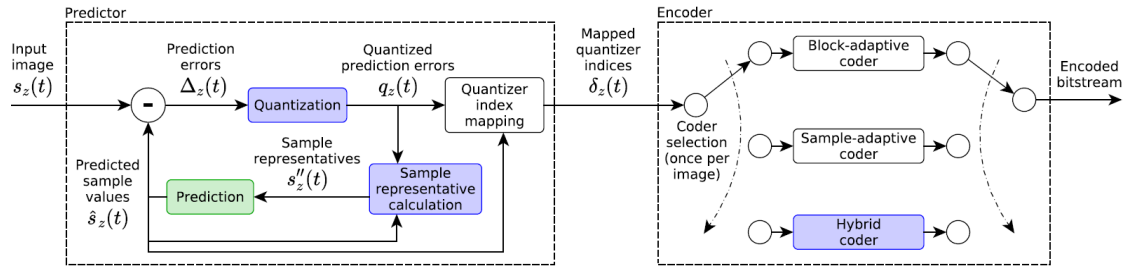 Predictor
Input
image
s_z(t)
-
Prediction
errors
Δ_z(t)
Quantization
Quantized
prediction errors
q_z(t)
Quantizer
index
mapping
Predicted
sample
values
ŝ_z(t)
Prediction
Sample
representatives
s''_z(t)
Sample
representative
calculation
Mapped
quantizer
indices
δ_z(t)
Encoder
Coder
selection
(once per
image)
Block-adaptive
coder
Sample-adaptive
coder
Hybrid
coder
Encoded
bitstream